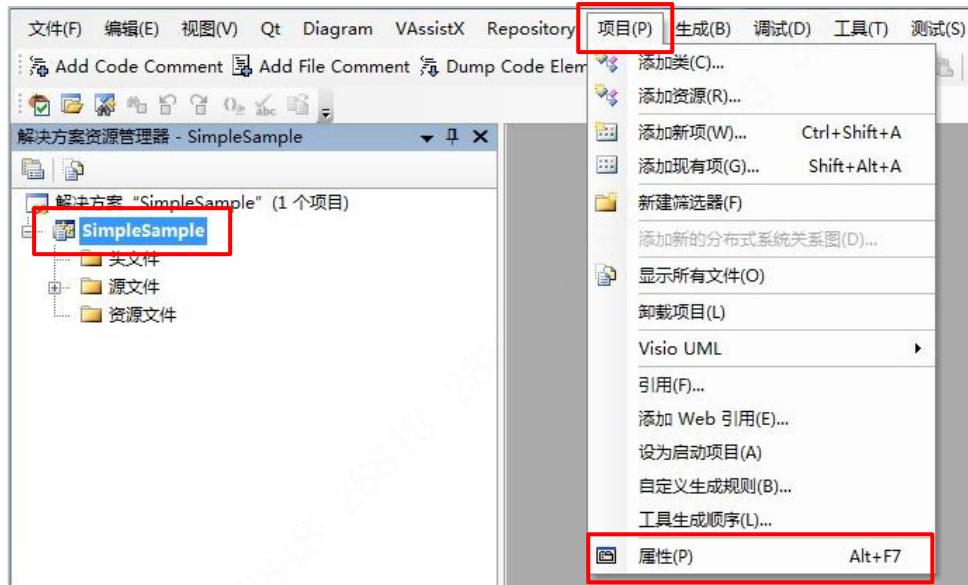 文件(F) 编辑(E) 视图(V) Qt Diagram VAssistX Repository 项目(P) 生成(B) 调试(D) 工具(T) 测试(S)
Add Code Comment Add File Comment Dump Code Elem
解决方案资源管理器 - SimpleSample
解决方案 "SimpleSample" (1 个项目)
SimpleSample
头文件
源文件
资源文件
添加类(C)...
添加资源(R)...
添加新项(W)... Ctrl+Shift+A
添加现有项(G)... Shift+Alt+A
新建筛选器(F)
添加新的分布式系统关系图(D)...
显示所有文件(O)
卸载项目(L)
Visio UML
引用(F)...
添加 Web 引用(E)...
设为启动项目(A)
自定义生成规则(B)...
工具生成顺序(L)...
属性(P) Alt+F7